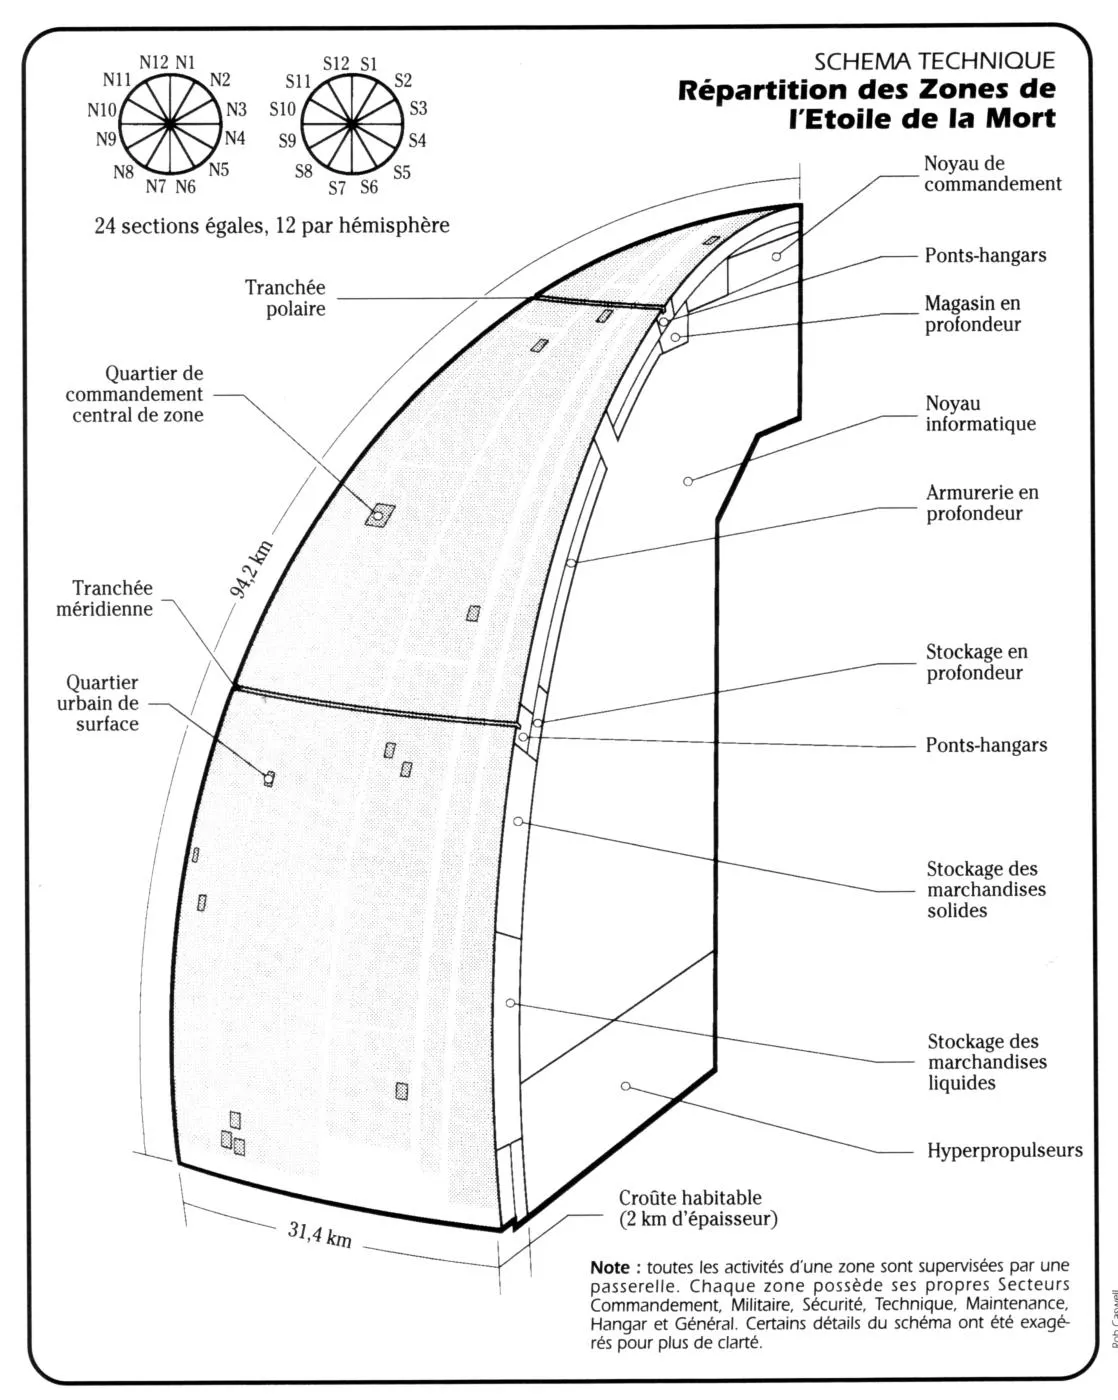 SCHEMA TECHNIQUE
Répartition des Zones de
l'Etoile de la Mort
N12 N1
N11 N2
N10 N3
N9 N4
N8 N5
N7 N6
S12 S1
S11 S2
S10 S3
S9 S4
S8 S5
S7 S6
24 sections égales, 12 par hémisphère
Noyau de
commandement
Ponts-hangars
Magasin en
profondeur
Noyau
informatique
Armurerie en
profondeur
Stockage en
profondeur
Ponts-hangars
Stockage des
marchandises
solides
Stockage des
marchandises
liquides
Hyperpropulseurs
Tranchée
polaire
Quartier de
commandement
central de zone
94,2 km
Tranchée
méridienne
Quartier
urbain de
surface
31,4 km
Croûte habitable
(2 km d'épaisseur)
Note : toutes les activités d'une zone sont supervisées par une
passerelle. Chaque zone possède ses propres Secteurs
Commandement, Militaire, Sécurité, Technique, Maintenance,
Hangar et Général. Certains détails du schéma ont été exagé-
rés pour plus de clarté.